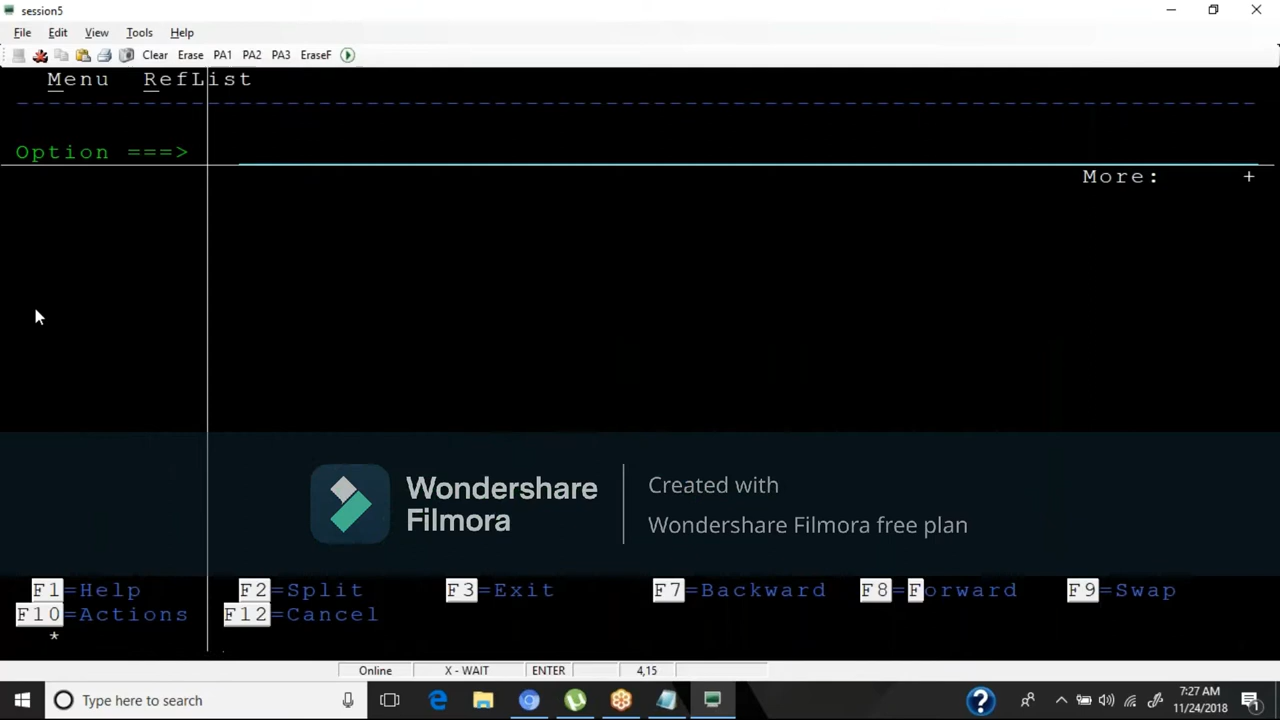 session5
File Edit View Tools Help
Clear Erase PA1 PA2 PA3 EraseF
Menu RefList
Option ===>
More: +
Wondershare Filmora
Created with
Wondershare Filmora free plan
F1=Help F2=Split F3=Exit F7=Backward F8=Forward F9=Swap
F10=Actions F12=Cancel
*
Online X - WAIT ENTER 4,15
Type here to search
7:27 AM
11/24/2018